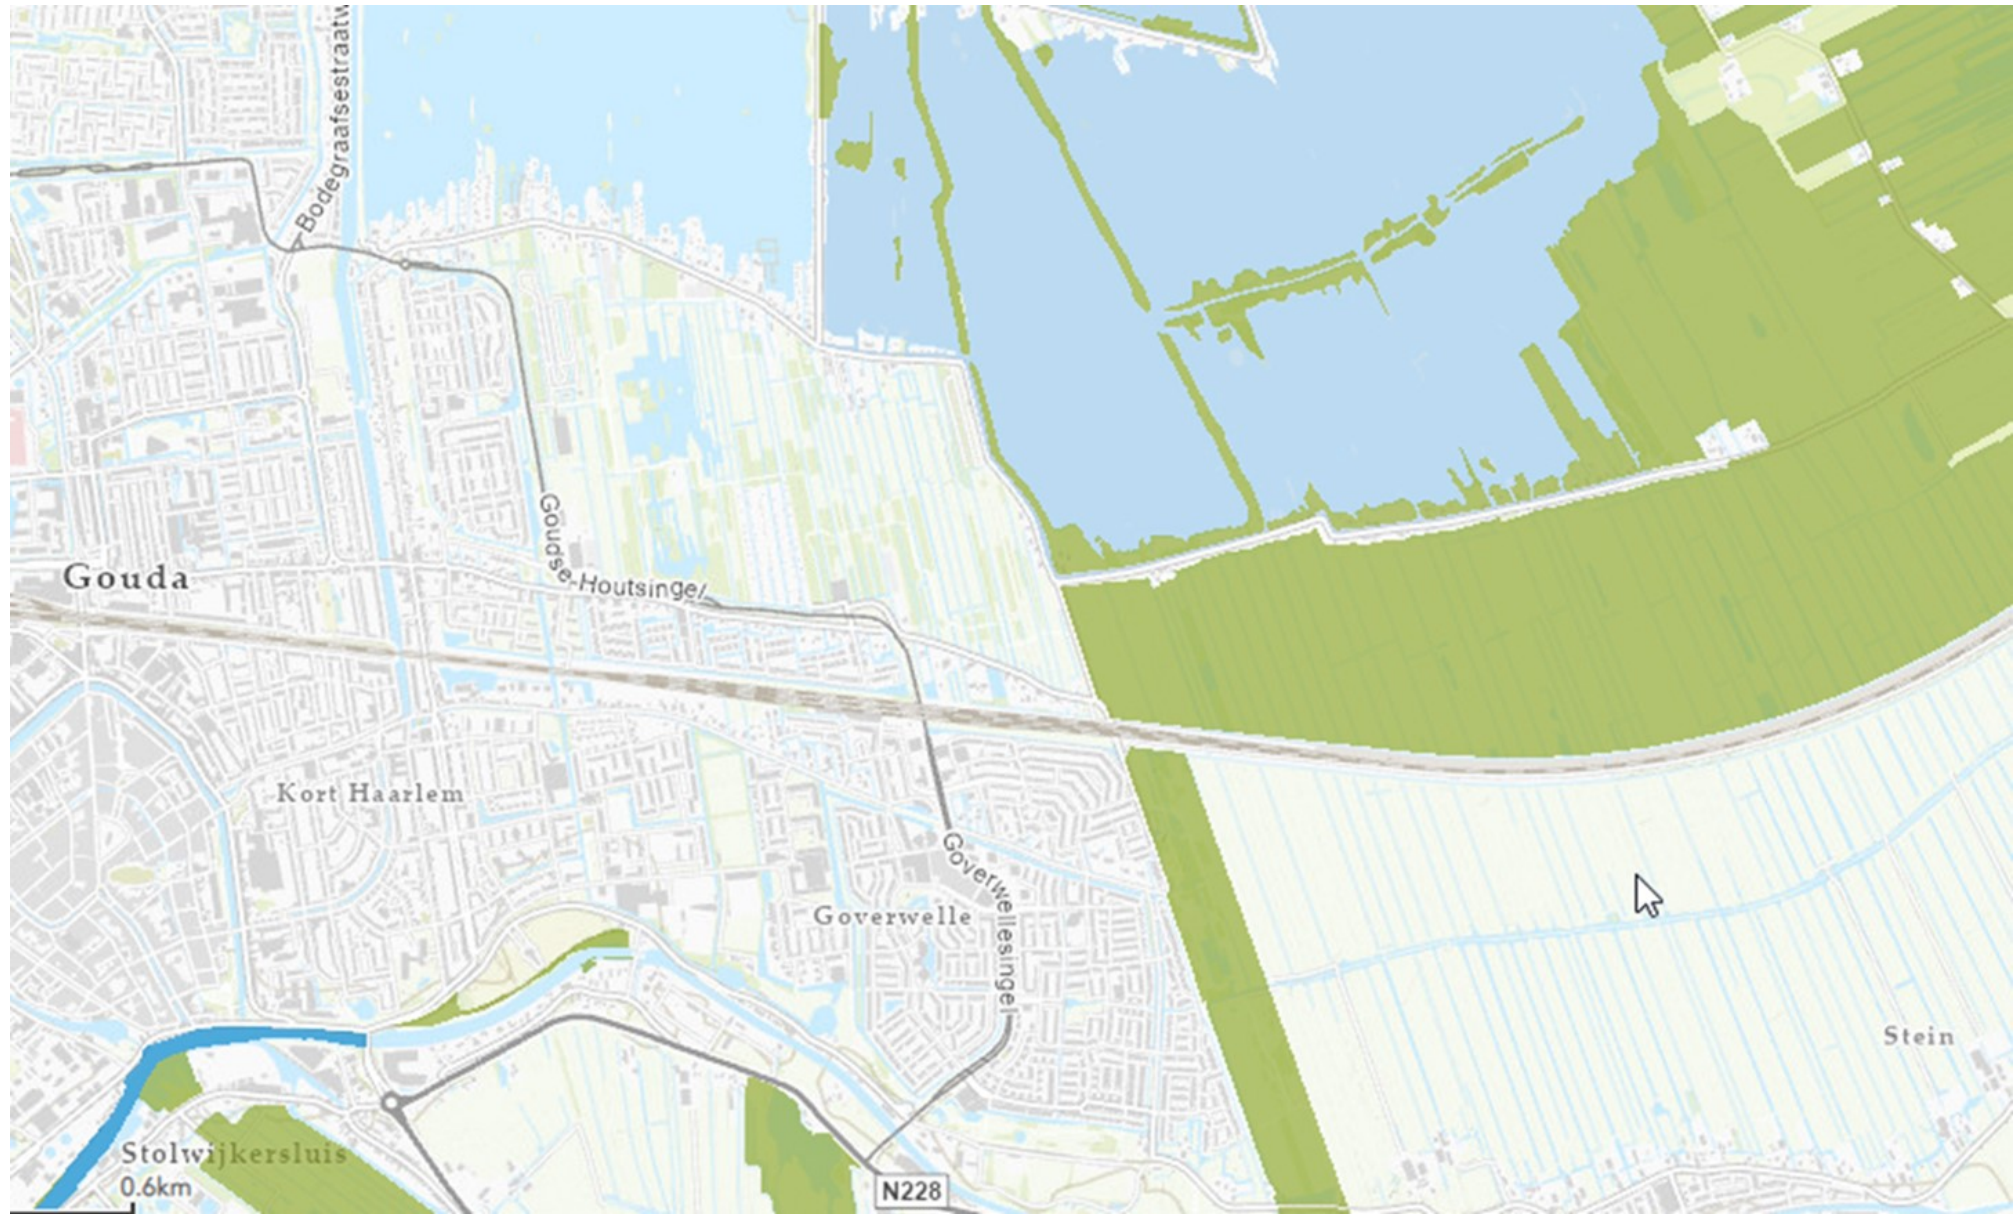 Bodegraafsestraatw
Goudse-Houtsingel
Gouda
Kort Haarlem
Goverwellesingel
Goverwelle
Stein
Stolwijkersluis
0.6km
N228